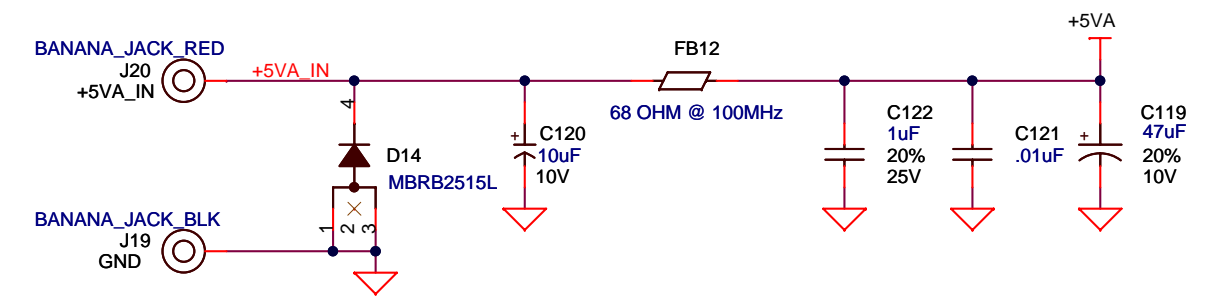 +5VA
BANANA_JACK_RED
J20
+5VA_IN
+5VA_IN
FB12
68 OHM @ 100MHz
4
D14
MBRB2515L
1
2
3
+
C120
10uF
10V
C122
1uF
20%
25V
C121
.01uF
+
C119
47uF
20%
10V
BANANA_JACK_BLK
J19
GND